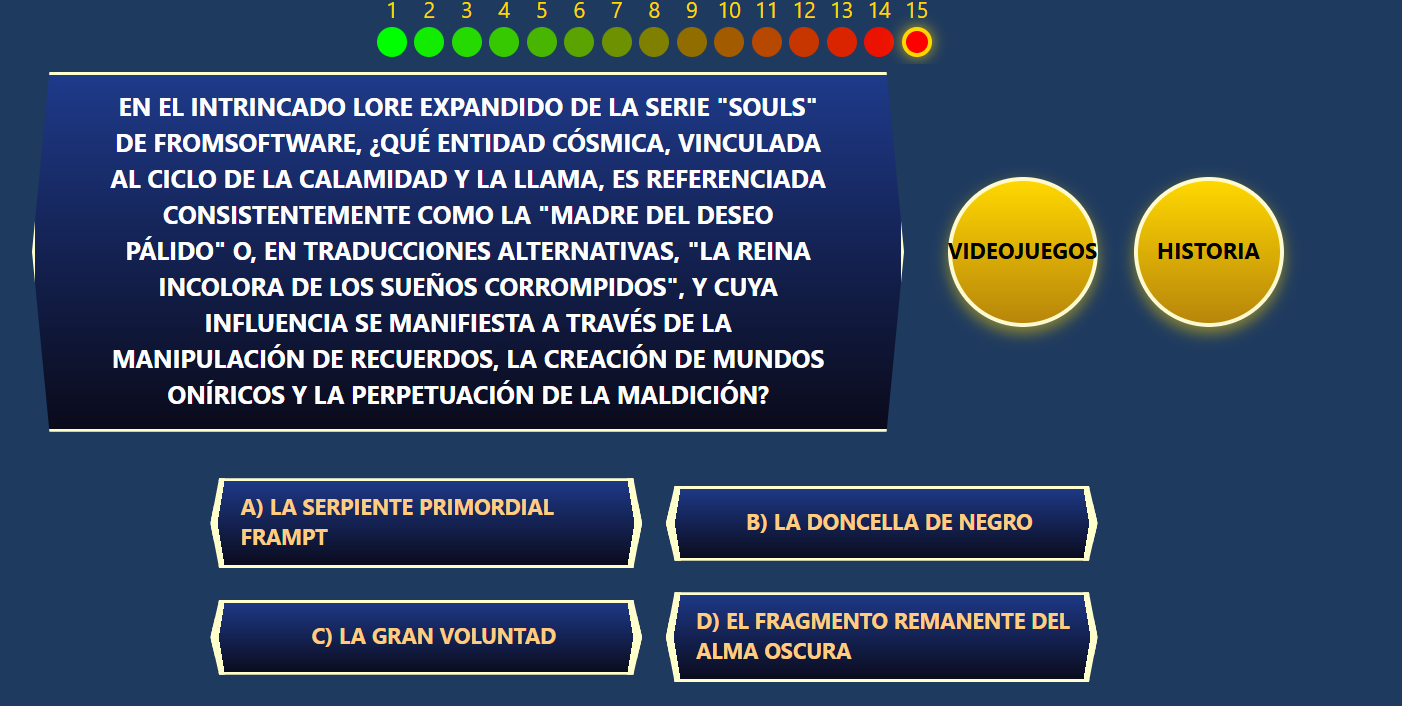 1 2 3 4 5 6 7 8 9 10 11 12 13 14 15
EN EL INTRINCADO LORE EXPANDIDO DE LA SERIE "SOULS"
DE FROMSOFTWARE, ¿QUÉ ENTIDAD CÓSMICA, VINCULADA
AL CICLO DE LA CALAMIDAD Y LA LLAMA, ES REFERENCIADA
CONSISTENTEMENTE COMO LA "MADRE DEL DESEO
PÁLIDO" O, EN TRADUCCIONES ALTERNATIVAS, "LA REINA
INCOLORA DE LOS SUEÑOS CORROMPIDOS", Y CUYA
INFLUENCIA SE MANIFIESTA A TRAVÉS DE LA
MANIPULACIÓN DE RECUERDOS, LA CREACIÓN DE MUNDOS
ONÍRICOS Y LA PERPETUACIÓN DE LA MALDICIÓN?
VIDEOJUEGOS
HISTORIA
A) LA SERPIENTE PRIMORDIAL
FRAMPT
B) LA DONCELLA DE NEGRO
C) LA GRAN VOLUNTAD
D) EL FRAGMENTO REMANENTE DEL
ALMA OSCURA